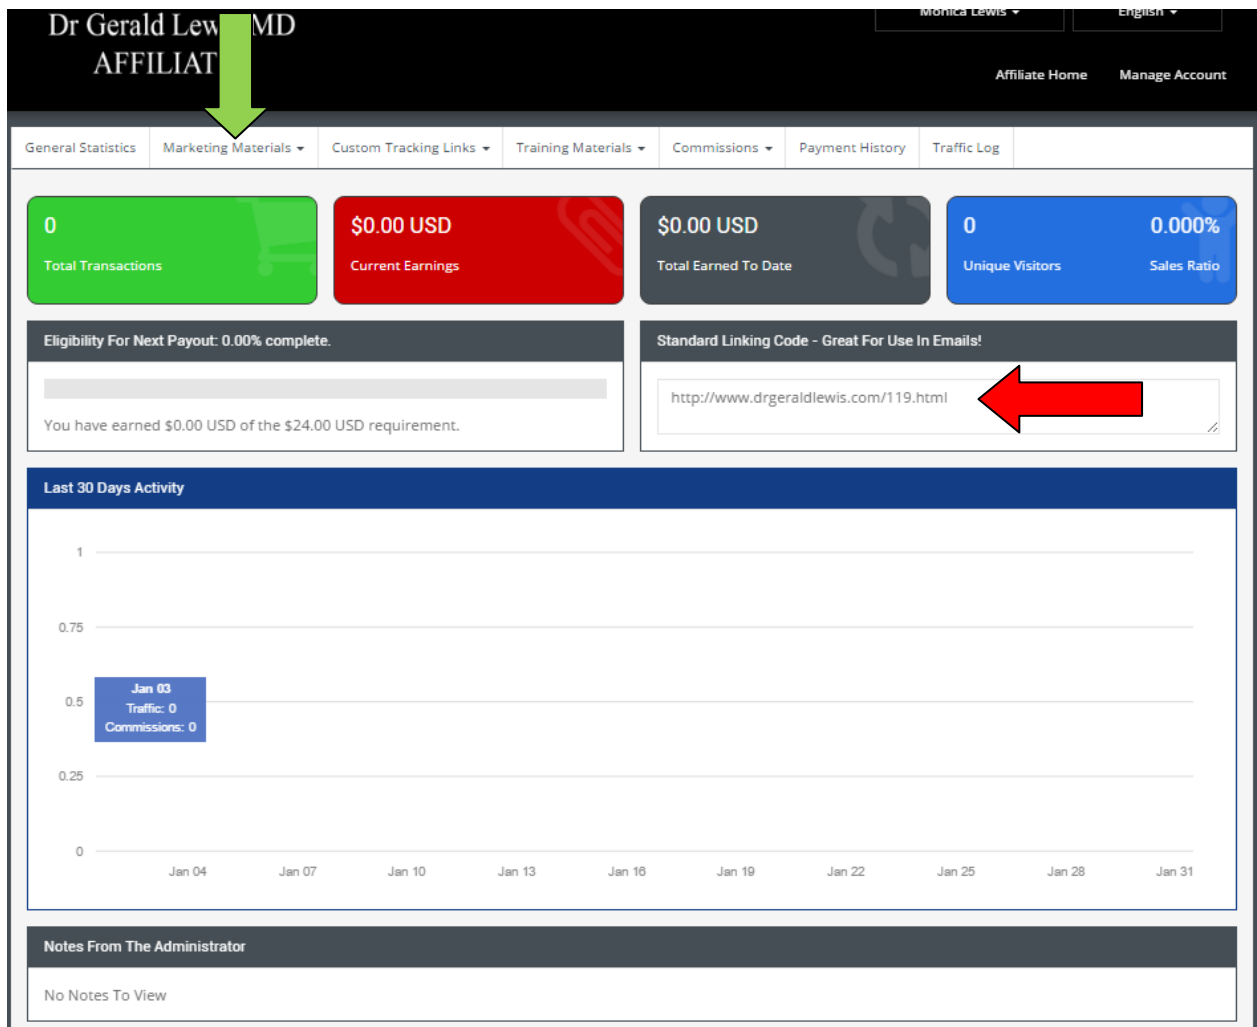 Dr Gerald Lew MD
AFFILIAT
Monica Lewis
English
Affiliate Home Manage Account
General Statistics Marketing Materials Custom Tracking Links Training Materials Commissions Payment History Traffic Log
0 $0.00 USD $0.00 USD 0 0.000%
Total Transactions Current Earnings Total Earned To Date Unique Visitors Sales Ratio
Eligibility For Next Payout: 0.00% complete.
You have earned $0.00 USD of the $24.00 USD requirement.
Standard Linking Code - Great For Use In Emails!
http://www.drgeraldlewis.com/119.html
Last 30 Days Activity
1
0.75
0.5
0.25
0
Jan 03
Traffic: 0
Commissions: 0
Jan 04 Jan 07 Jan 10 Jan 13 Jan 16 Jan 19 Jan 22 Jan 25 Jan 28 Jan 31
Notes From The Administrator
No Notes To View